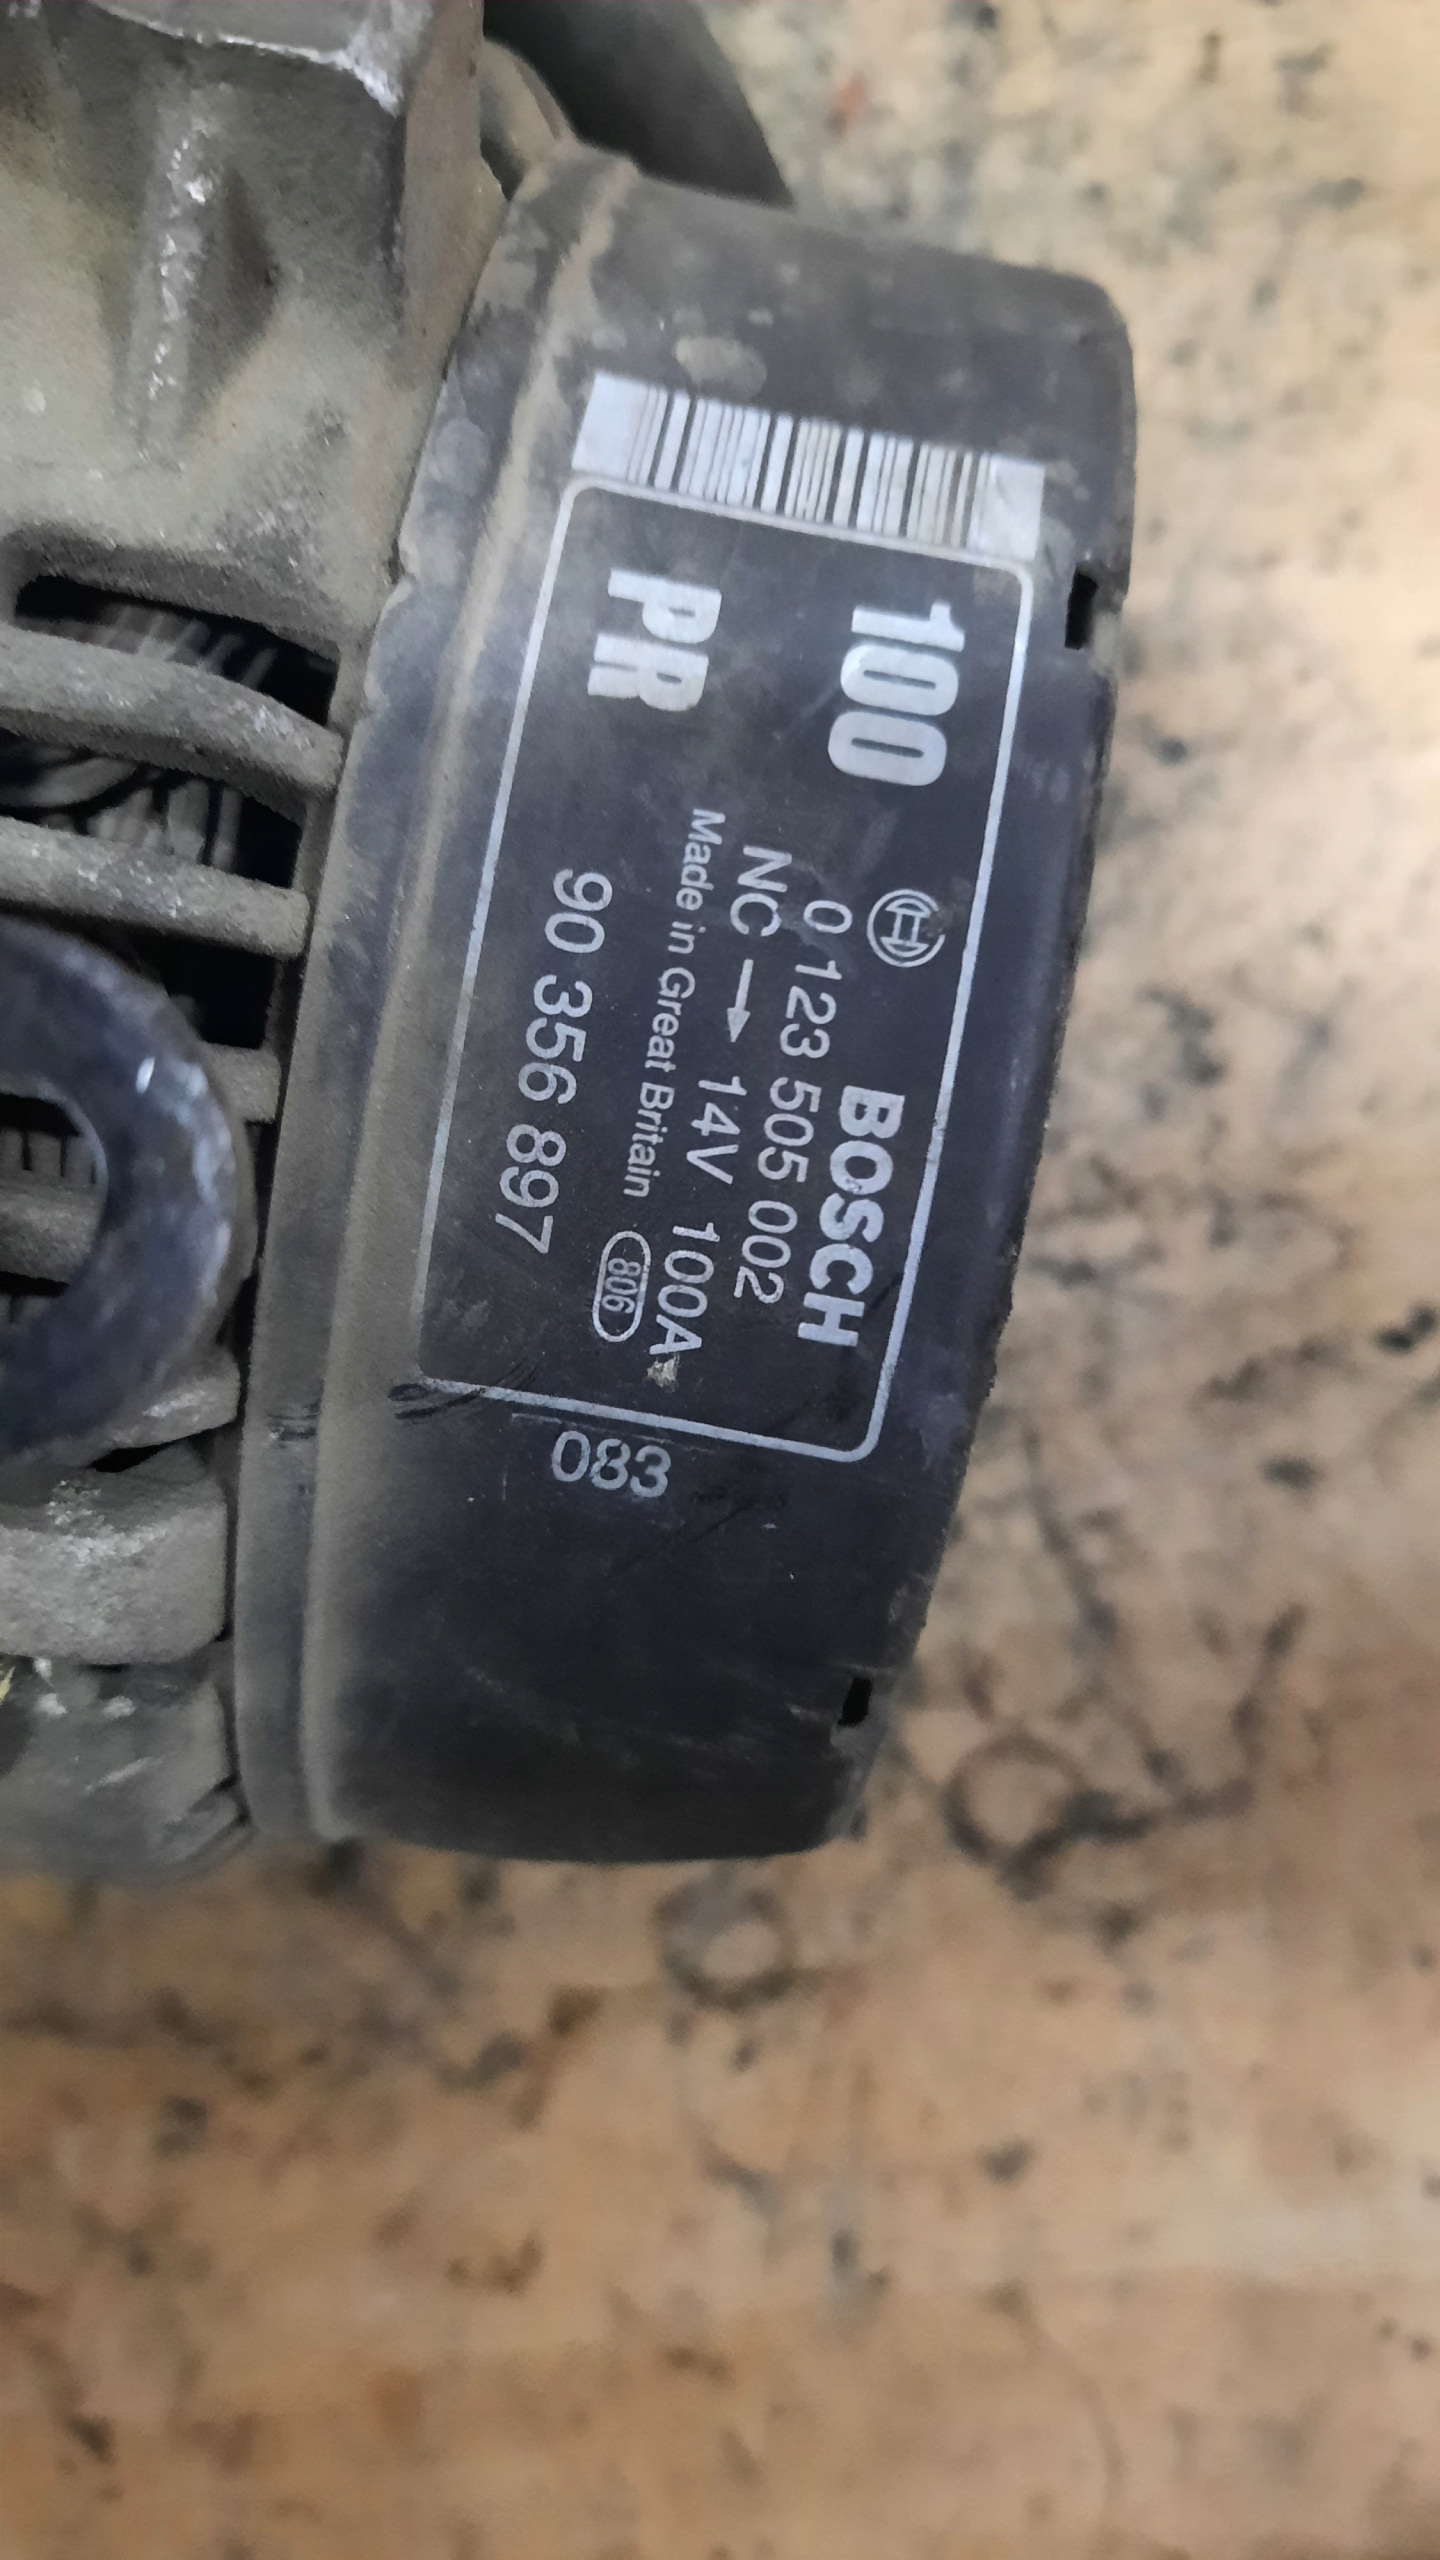 100
PR
BOSCH
0 123 505 002
NC → 14V 100A
Made in Great Britain 806
90 356 897
083